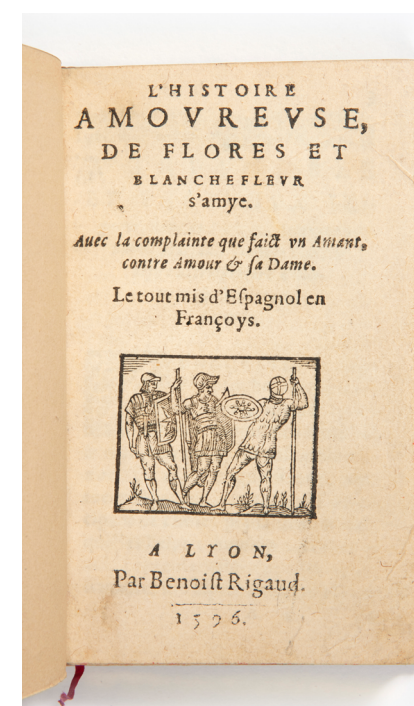 L'HISTOIRE
AMOVREVSE,
DE FLORES ET
BLANCHEFLEVR
s'amye.
Auec la complainte que faict vn Amant,
contre Amour & sa Dame.
Le tout mis d'Eſpagnol en
Françoys.
A LYON,
Par Benoiſt Rigaud.
1596.